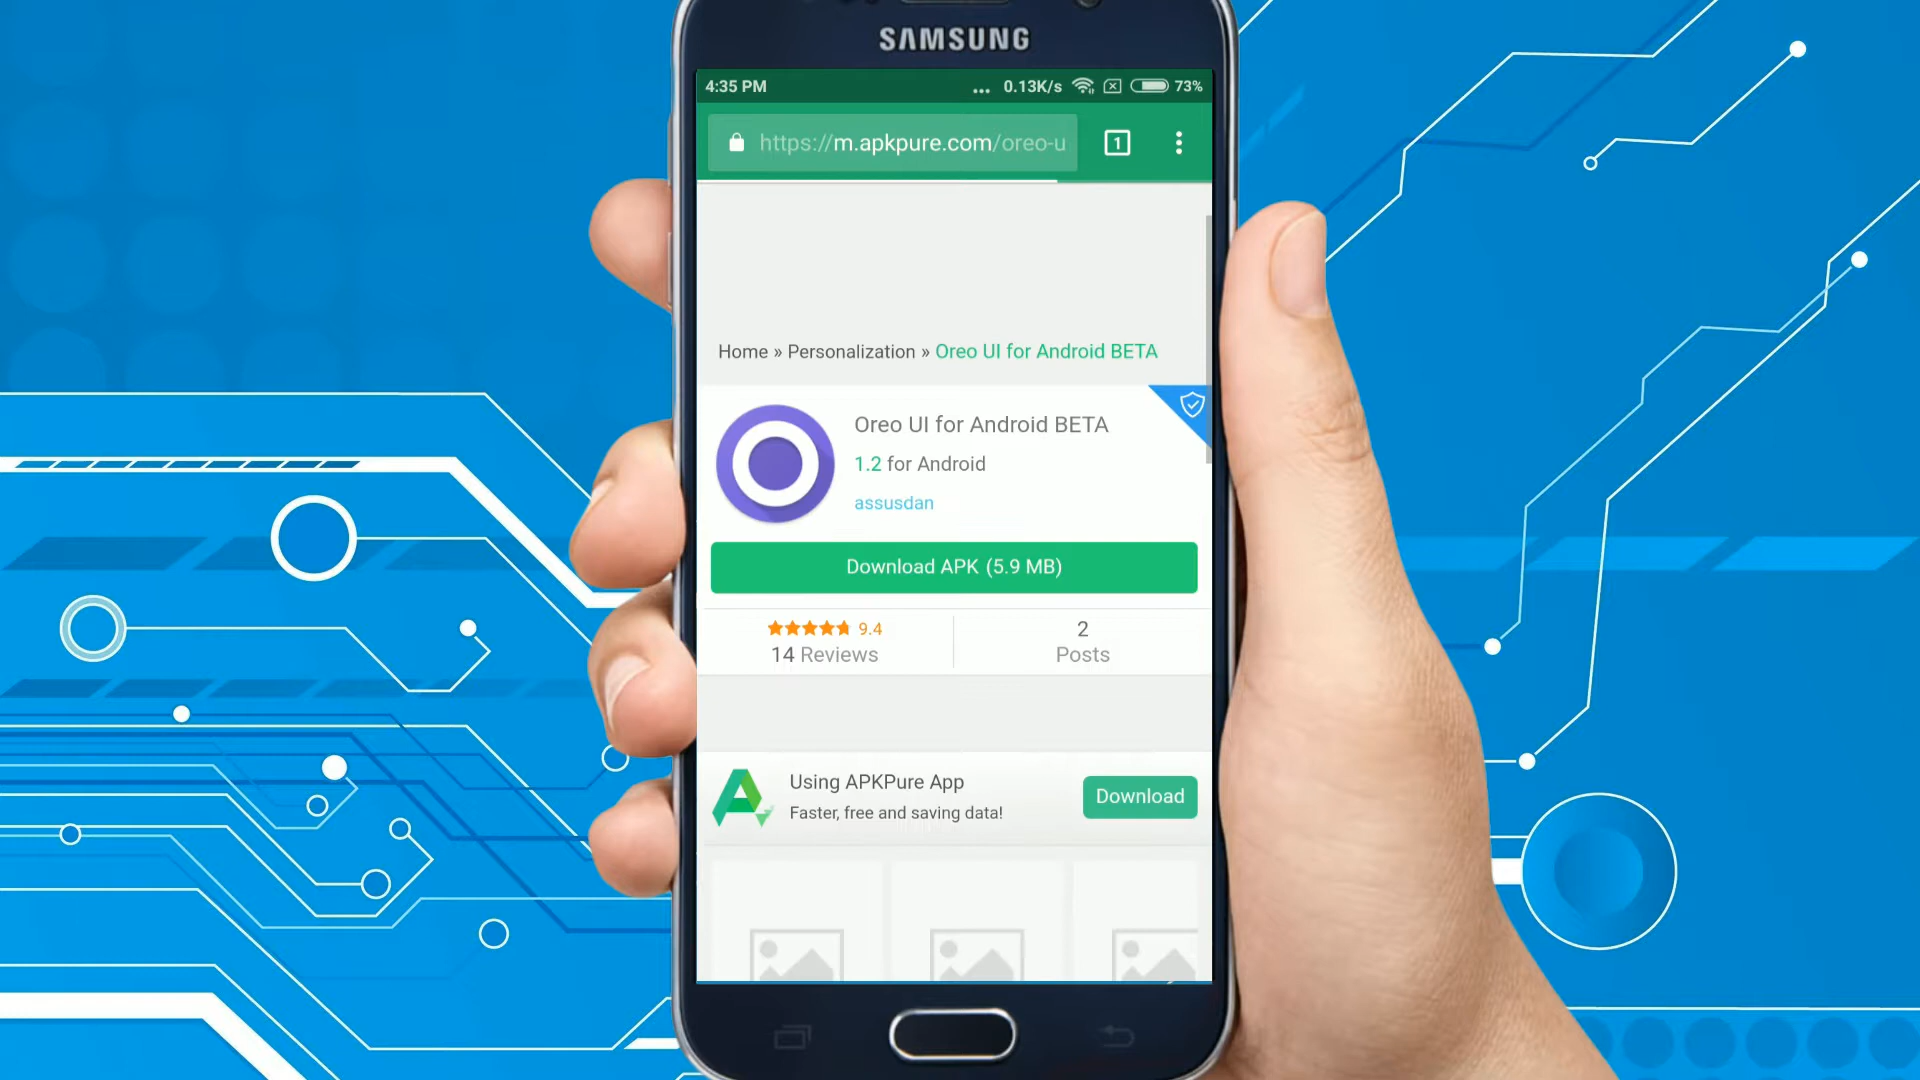 SAMSUNG
4:35 PM
... 0.13K/s
73%
https://m.apkpure.com/oreo-u
1
Home » Personalization » Oreo UI for Android BETA
Oreo UI for Android BETA
1.2 for Android
assusdan
Download APK (5.9 MB)
9.4
14 Reviews
2
Posts
Using APKPure App
Faster, free and saving data!
Download